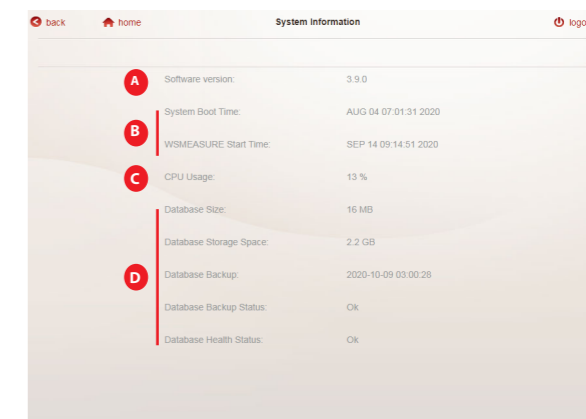 back home System Information logo
A Software version: 3.9.0
System Boot Time: AUG 04 07:01:31 2020
B
WSMEASURE Start Time: SEP 14 09:14:51 2020
C CPU Usage: 13 %
Database Size: 16 MB
Database Storage Space: 2.2 GB
D Database Backup: 2020-10-09 03:00:28
Database Backup Status: Ok
Database Health Status: Ok